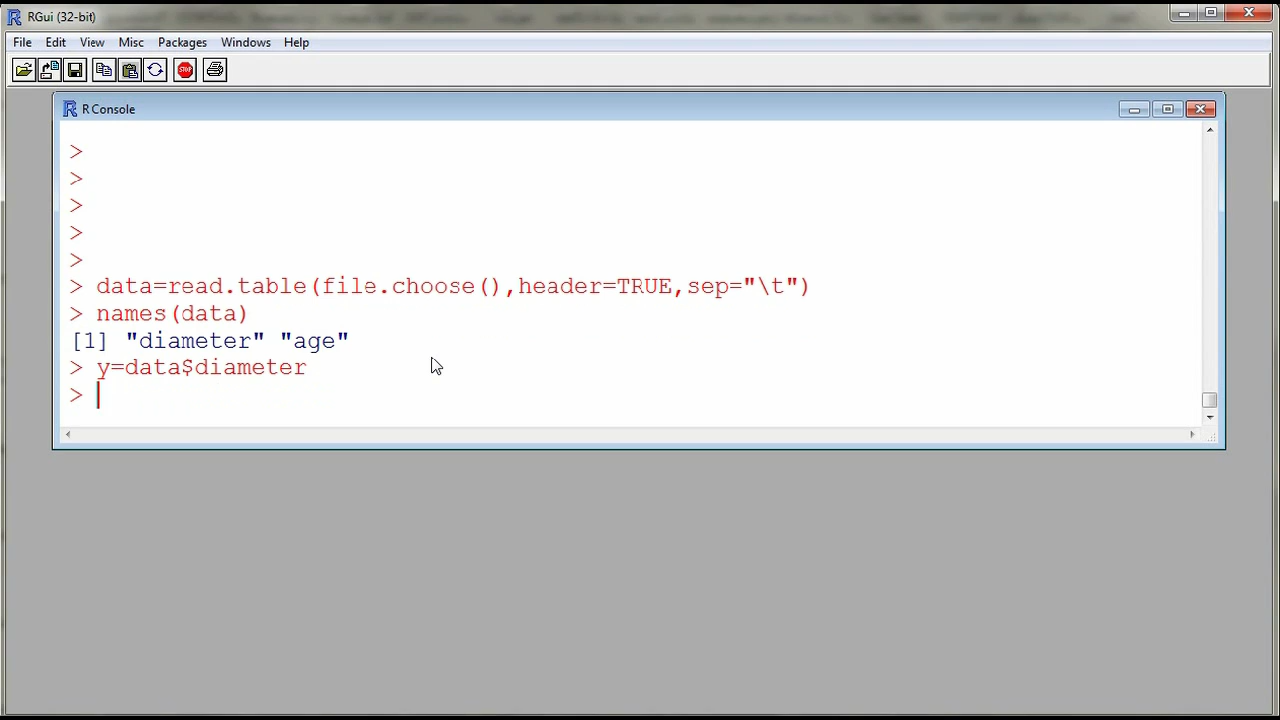 RGui (32-bit)
File Edit View Misc Packages Windows Help
STOP
R Console
>
>
>
>
>
> data=read.table(file.choose(),header=TRUE,sep="\t")
> names(data)
[1] "diameter" "age"
> y=data$diameter
>